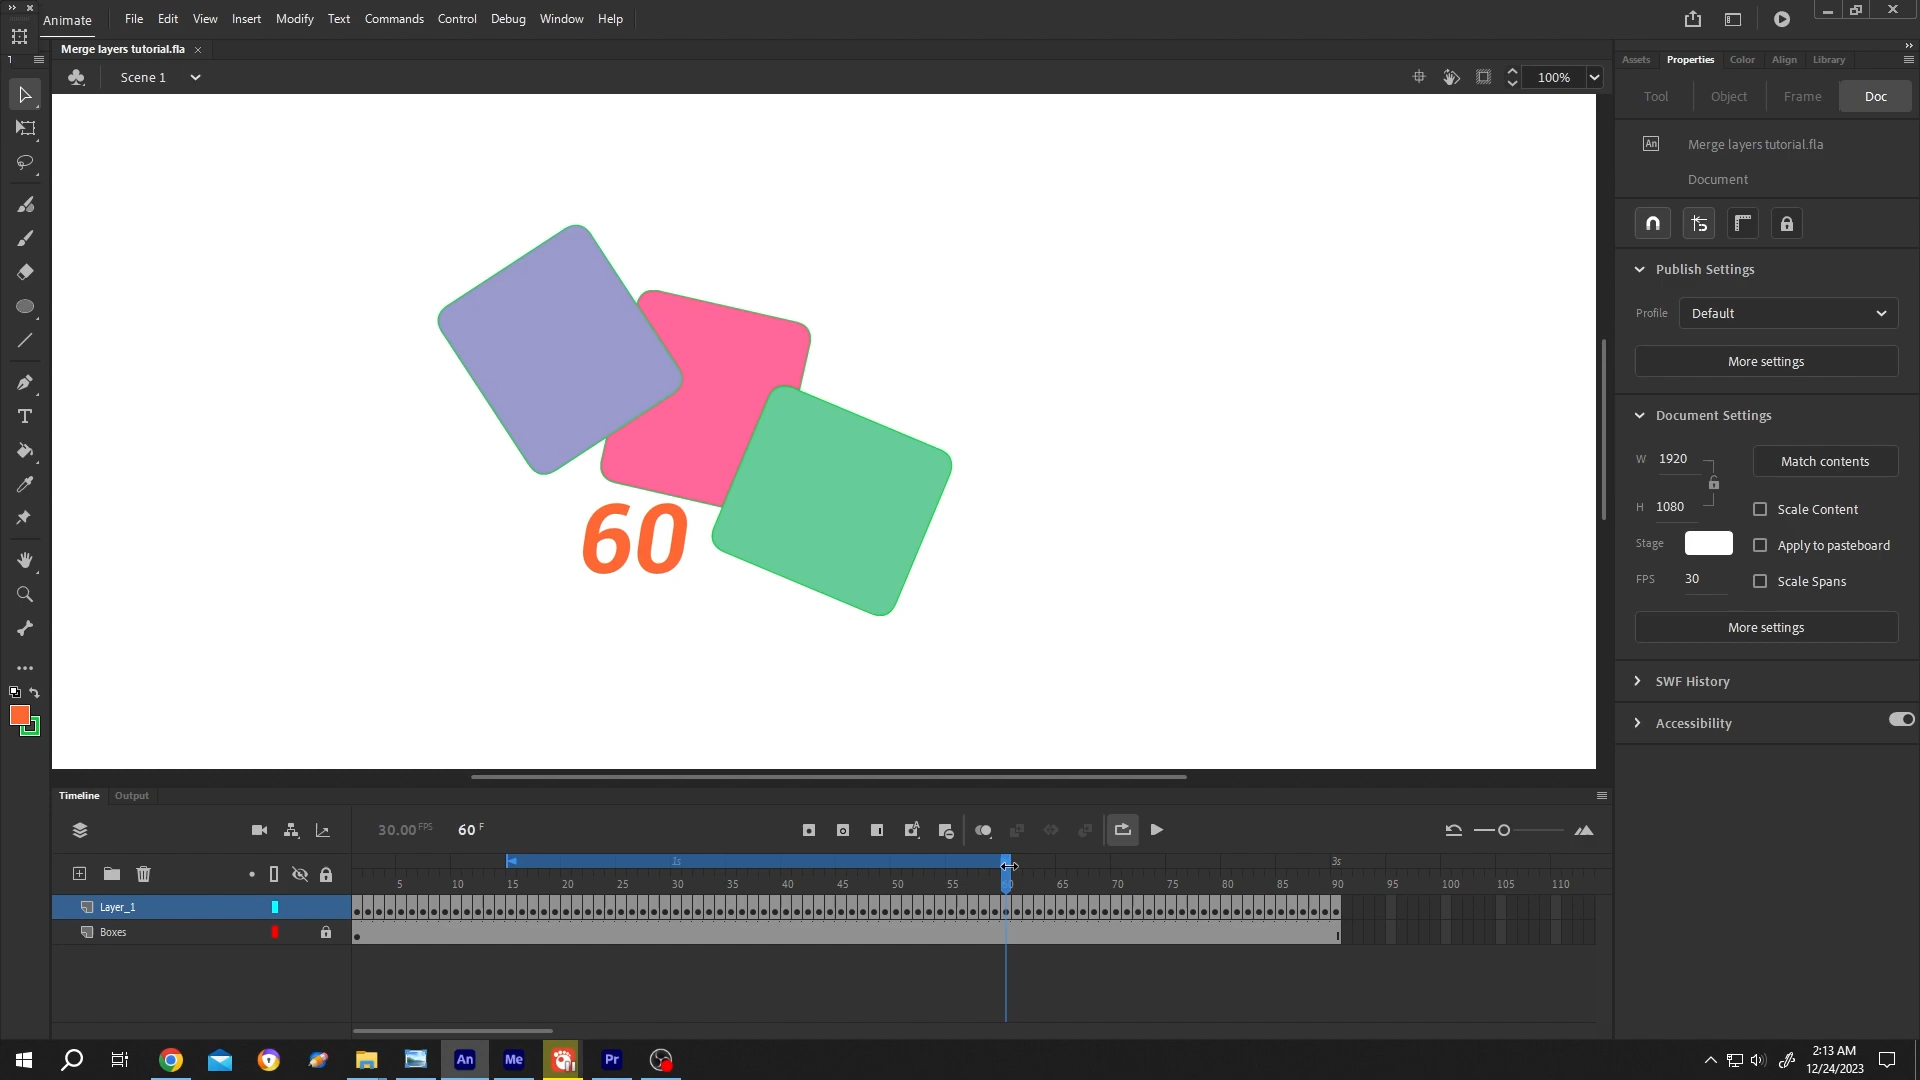 Animate File Edit View Insert Modify Text Commands Control Debug Window Help
Merge layers tutorial.fla
Scene 1 100%
Assets Properties Color Align Library
Tool Object Frame Doc
An Merge layers tutorial.fla
Document
Publish Settings
Profile Default
More settings
Document Settings
W 1920 Match contents
H 1080 Scale Content
Stage Apply to pasteboard
FPS 30 Scale Spans
More settings
SWF History
Accessibility
60
Timeline Output
30.00 FPS 60 F
1s 3s
5 10 15 20 25 30 35 40 45 50 55 60 65 70 75 80 85 90 95 100 105 110
Layer_1
Boxes
An Me Pr
2:13 AM
12/24/2023